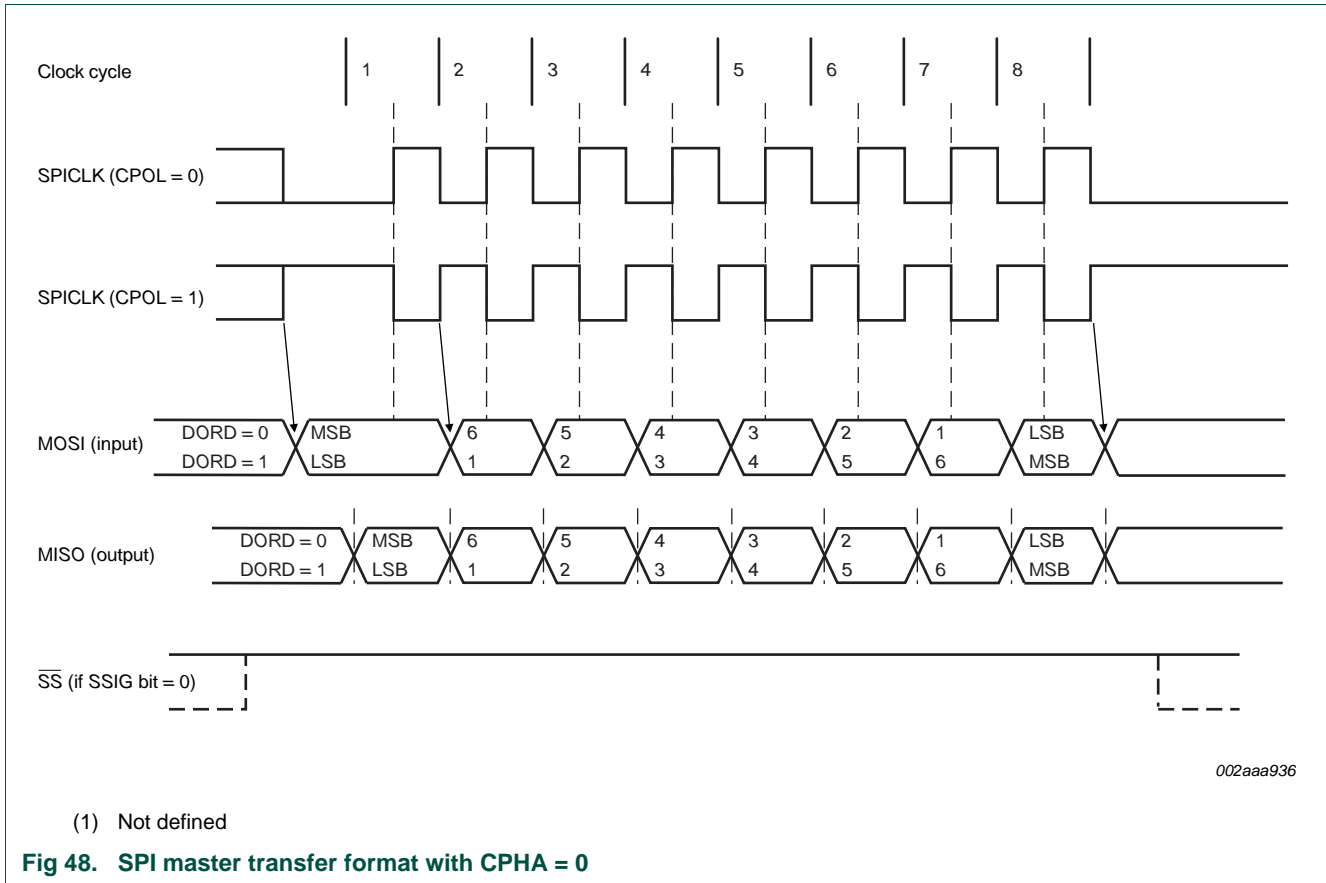 Clock cycle 1 2 3 4 5 6 7 8
SPICLK (CPOL = 0)
SPICLK (CPOL = 1)
MOSI (input)
DORD = 0 MSB 6 5 4 3 2 1 LSB
DORD = 1 LSB 1 2 3 4 5 6 MSB
MISO (output)
DORD = 0 MSB 6 5 4 3 2 1 LSB
DORD = 1 LSB 1 2 3 4 5 6 MSB
S̅S̅ (if SSIG bit = 0)
002aaa936
(1) Not defined
Fig 48. SPI master transfer format with CPHA = 0